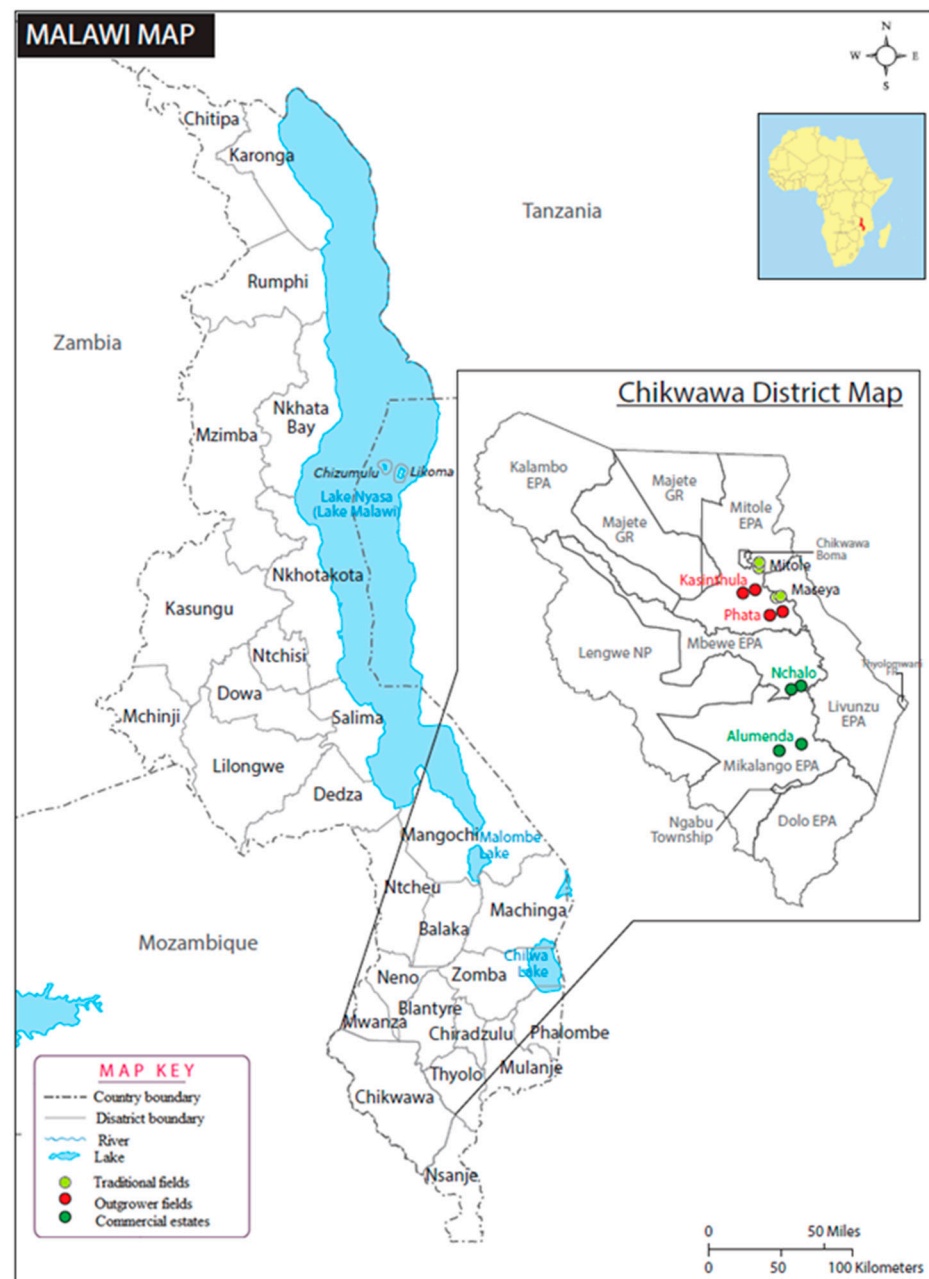 MALAWI MAP
N
W
E
S
Chitipa
Karonga
Tanzania
Rumphi
Zambia
Nkhata
Bay
Mzimba
Chizumulu
Likoma
Lake Nyasa
(Lake Malawi)
Nkhotakota
Kasungu
Ntchisi
Dowa
Mchinji
Salima
Lilongwe
Dedza
Mangochi
Malombe
Lake
Ntcheu
Machinga
Balaka
Mozambique
Chilwa
Lake
Neno
Zomba
Blantyre
Mwanza
Chiradzulu
Phalombe
Thyolo
Mulanje
Chikwawa
Nsanje
Chikwawa District Map
Kalambo
EPA
Majete
GR
Mitole
EPA
Majete
GR
Chikwawa
Boma
Mitole
Kasinthula
Maseya
Phata
Mbewe EPA
Lengwe NP
Nchalo
Thyolomwani
FR
Livunzu
EPA
Alumenda
Mikalango EPA
Ngabu
Township
Dolo EPA
MAP KEY
Country boundary
Disatrict boundary
River
Lake
Traditional fields
Outgrower fields
Commercial estates
0 50 Miles
0 50 100 Kilometers